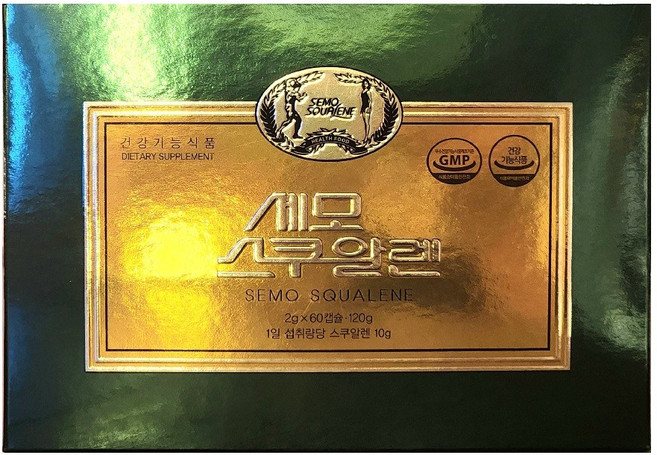 SEMO
SQUALENE
HEALTH FOOD
건강기능식품
DIETARY SUPPLEMENT
GMP
건강
기능식품
세모
스쿠알렌
SEMO SQUALENE
2g×60캡슐·120g
1일 섭취량당 스쿠알렌 10g